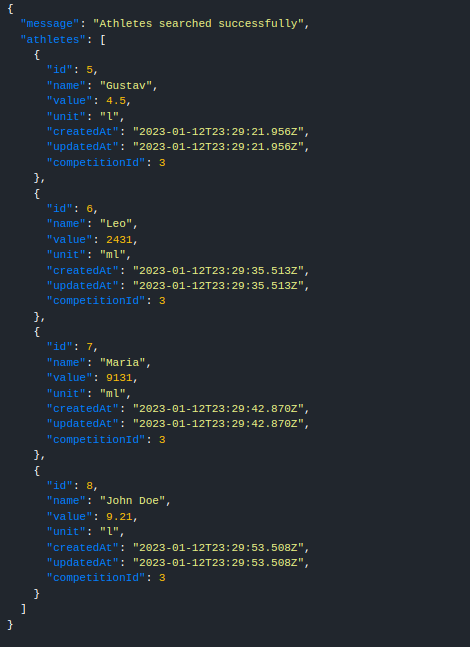 {
  "message": "Athletes searched successfully",
  "athletes": [
    {
      "id": 5,
      "name": "Gustav",
      "value": 4.5,
      "unit": "l",
      "createdAt": "2023-01-12T23:29:21.956Z",
      "updatedAt": "2023-01-12T23:29:21.956Z",
      "competitionId": 3
    },
    {
      "id": 6,
      "name": "Leo",
      "value": 2431,
      "unit": "ml",
      "createdAt": "2023-01-12T23:29:35.513Z",
      "updatedAt": "2023-01-12T23:29:35.513Z",
      "competitionId": 3
    },
    {
      "id": 7,
      "name": "Maria",
      "value": 9131,
      "unit": "ml",
      "createdAt": "2023-01-12T23:29:42.870Z",
      "updatedAt": "2023-01-12T23:29:42.870Z",
      "competitionId": 3
    },
    {
      "id": 8,
      "name": "John Doe",
      "value": 9.21,
      "unit": "l",
      "createdAt": "2023-01-12T23:29:53.508Z",
      "updatedAt": "2023-01-12T23:29:53.508Z",
      "competitionId": 3
    }
  ]
}